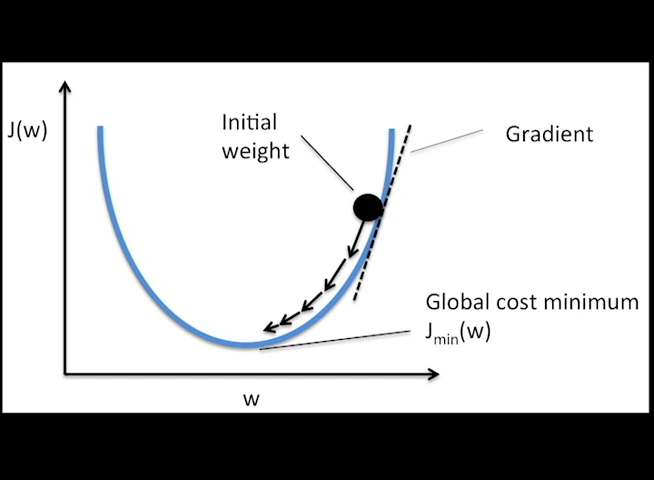 J(w)
Initial
weight
Gradient
Global cost minimum
Jmin(w)
w